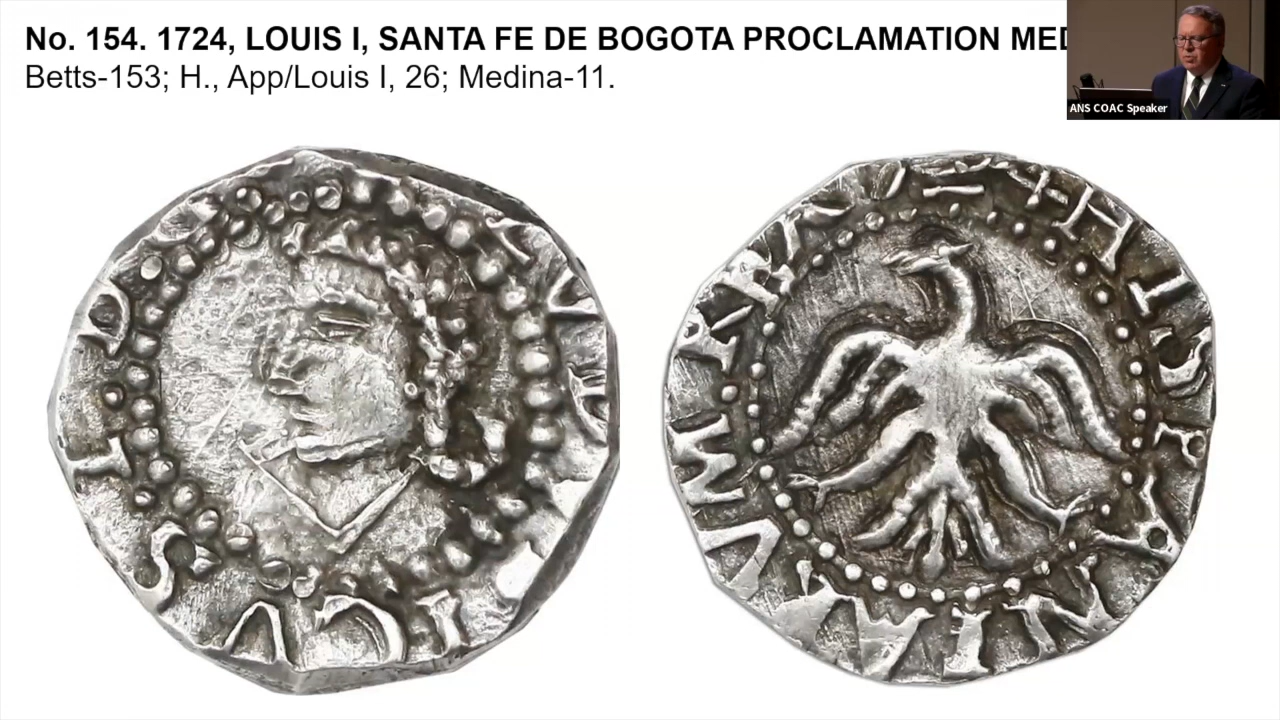 No. 154. 1724, LOUIS I, SANTA FE DE BOGOTA PROCLAMATION
Betts-153; H., App/Louis I, 26; Medina-11.
ANS COAC Speaker